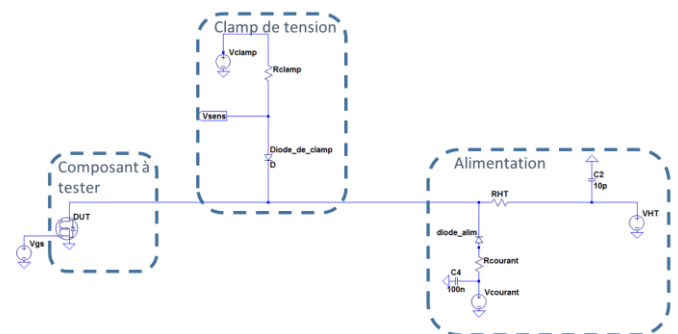 Clamp de tension
Vclamp
Rclamp
Vsens
Diode_de_clamp
D
Composant à
tester
DUT
Vgs
Alimentation
C2
10p
RHT
VHT
diode_alim
Rcourant
C4
100n
Vcourant